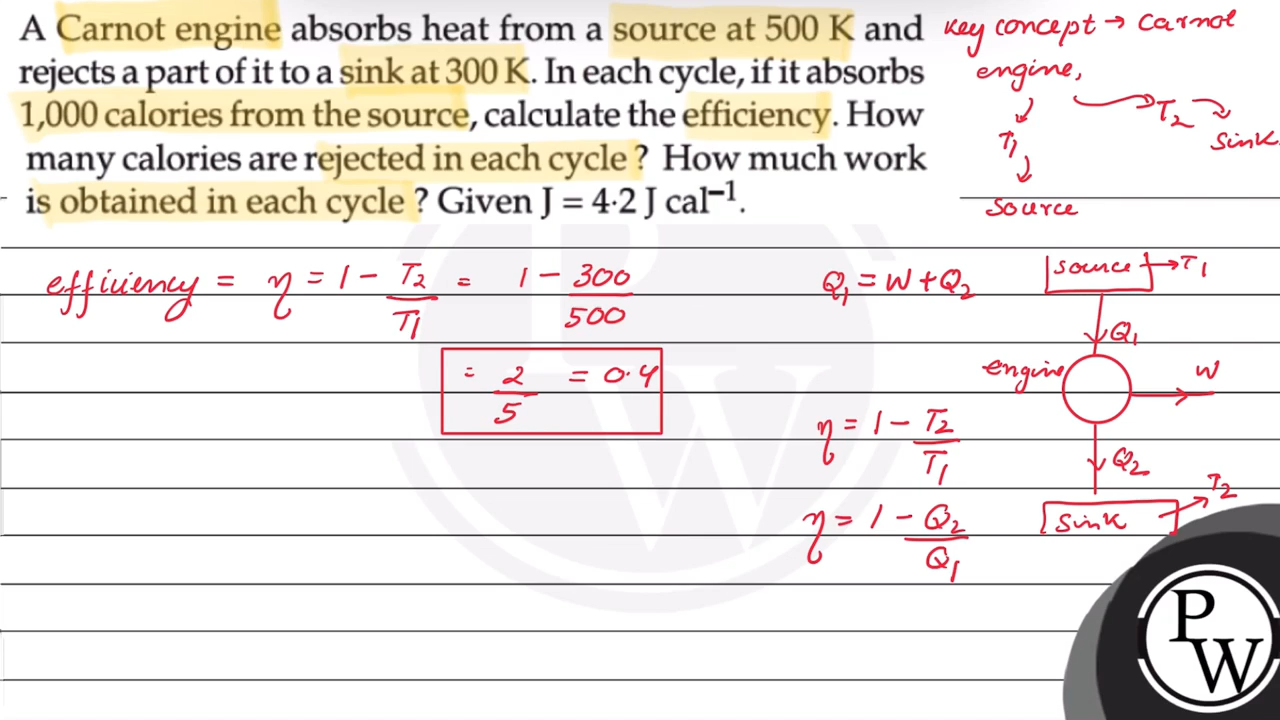 A Carnot engine absorbs heat from a source at 500 K and
rejects a part of it to a sink at 300 K. In each cycle, if it absorbs
1,000 calories from the source, calculate the efficiency. How
many calories are rejected in each cycle ? How much work
is obtained in each cycle ? Given J = 4·2 J cal⁻¹.
Key concept → Carnot
engine,
T₁
source
T₂
Sink
efficiency = η = 1 − T₂/T₁ = 1 − 300/500
= 2/5 = 0.4
Q₁ = W + Q₂
η = 1 − T₂/T₁
η = 1 − Q₂/Q₁
source → T₁
Q₁
engine
W
Q₂
T₂
Sink
PW
PW